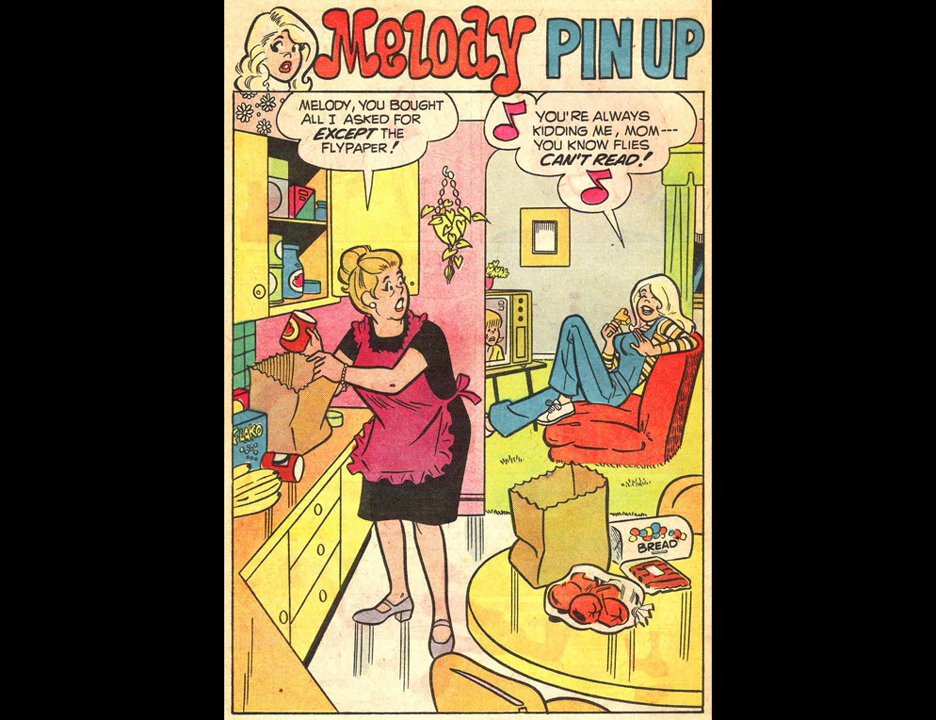 Melody PIN UP
MELODY, YOU BOUGHT
ALL I ASKED FOR
EXCEPT THE
FLYPAPER!
YOU'RE ALWAYS
KIDDING ME, MOM---
YOU KNOW FLIES
CAN'T READ!
FLAKO
BREAD